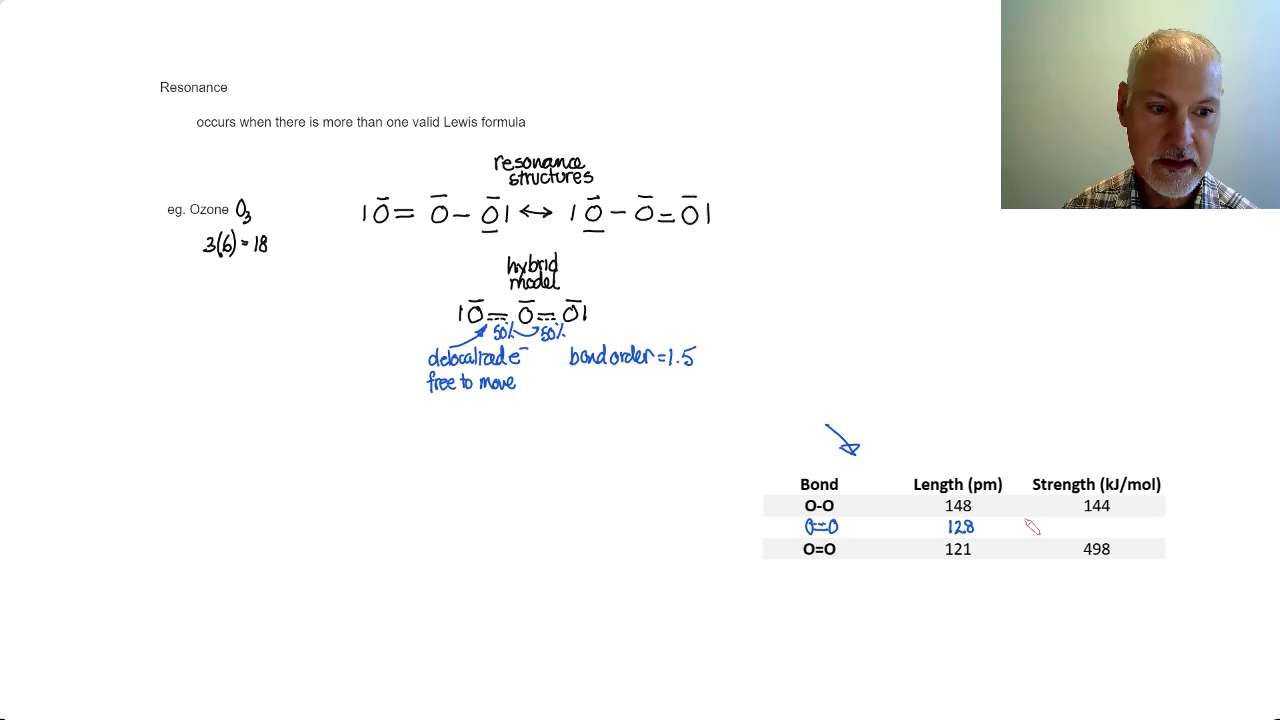 Resonance
occurs when there is more than one valid Lewis formula
resonance
structures
eg. Ozone O₃
|O̅ = O̅ – O̲̅| ↔ |O̲̅ – O̅ = O̅|
3(6) = 18
hybrid
model
|O̅ = O̅ = O̅|
50% 50%
delocalized e⁻ bond order = 1.5
free to move
Bond Length (pm) Strength (kJ/mol)
O-O 148 144
O=O 128
O=O 121 498